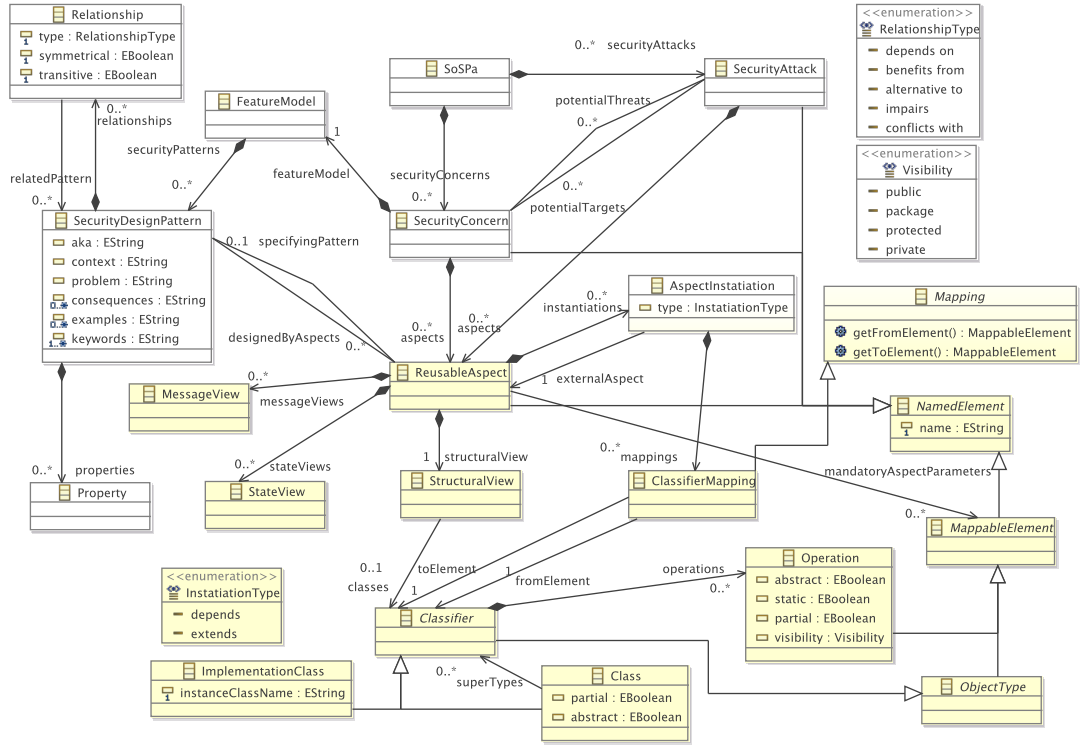 Relationship
type : RelationshipType
symmetrical : EBoolean
transitive : EBoolean
0..*
relationships
relatedPattern
0..*
FeatureModel
securityPatterns
0..*
1
featureModel
SoSPa
0..*
securityAttacks
SecurityAttack
potentialThreats
0..*
securityConcerns
0..*
0..*
potentialTargets
SecurityConcern
<<enumeration>>
RelationshipType
depends on
benefits from
alternative to
impairs
conflicts with
<<enumeration>>
Visibility
public
package
protected
private
SecurityDesignPattern
aka : EString
context : EString
problem : EString
consequences : EString
0..*
examples : EString
0..*
keywords : EString
1..*
0..1
specifyingPattern
designedByAspects
0..*
0..*
aspects
0..*
aspects
0..*
instantiations
AspectInstatiation
type : InstatiationType
1
externalAspect
Mapping
getFromElement() : MappableElement
getToElement() : MappableElement
ReusableAspect
MessageView
0..*
messageViews
NamedElement
name : EString
0..*
properties
Property
0..*
stateViews
StateView
1
structuralView
StructuralView
0..*
mappings
ClassifierMapping
mandatoryAspectParameters
0..*
MappableElement
0..1
classes
toElement
1
1
fromElement
operations
0..*
Operation
abstract : EBoolean
static : EBoolean
partial : EBoolean
visibility : Visibility
<<enumeration>>
InstatiationType
depends
extends
Classifier
ImplementationClass
instanceClassName : EString
0..*
superTypes
Class
partial : EBoolean
abstract : EBoolean
ObjectType